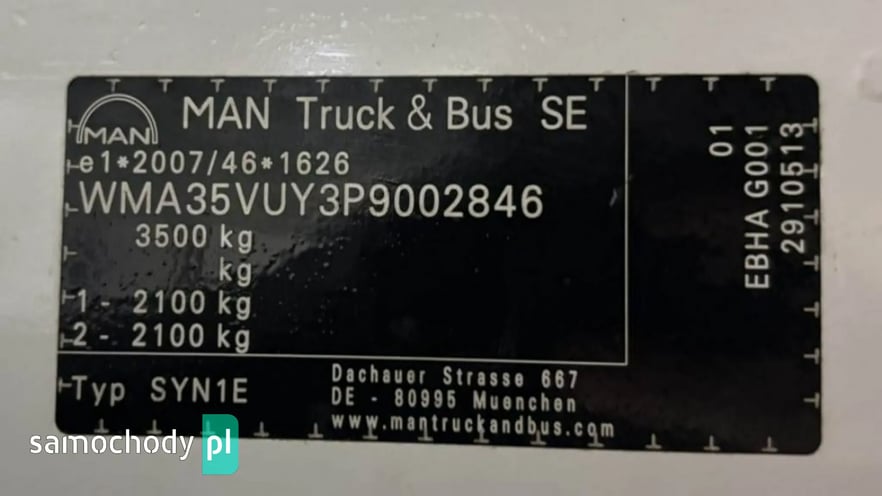 MAN
MAN Truck & Bus SE
e1*2007/46*1626
WMA35VUY3P9002846
3500 kg
kg
1 - 2100 kg
2 - 2100 kg
Typ SYN1E
Dachauer Strasse 667
DE - 80995 Muenchen
www.mantruckandbus.com
01
EBHA G001
2910513
samochody pl